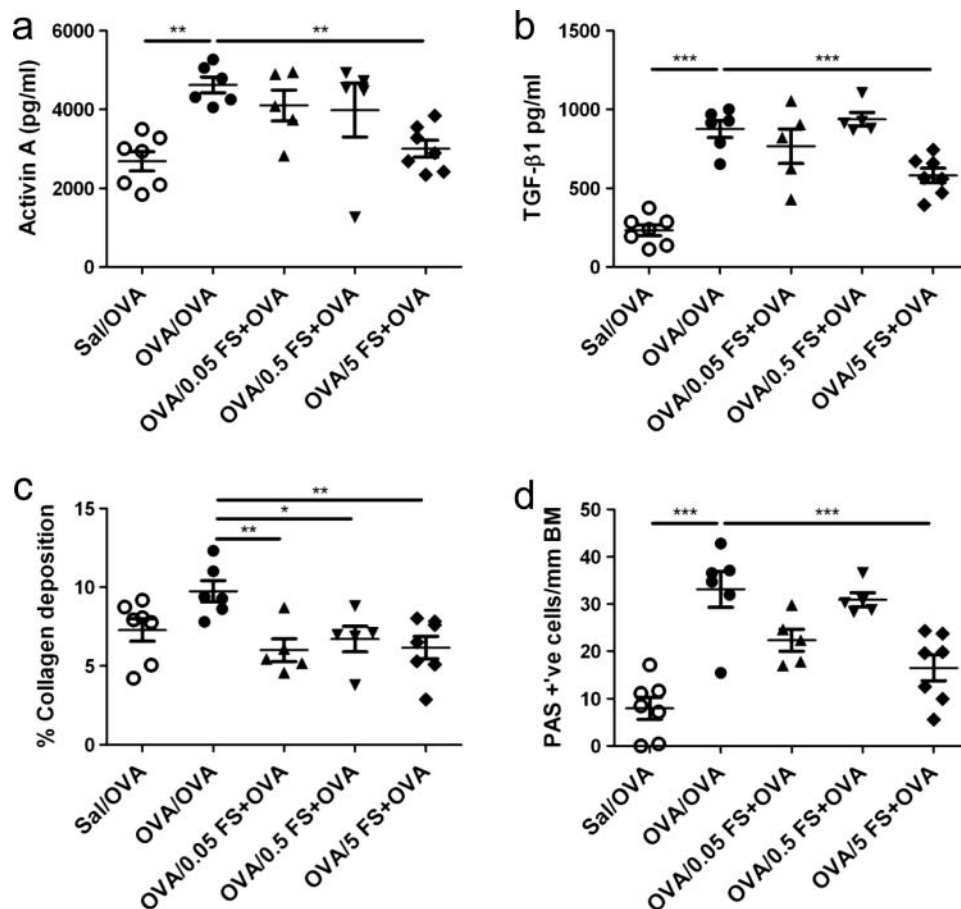 a
Activin A (pg/ml)
6000
4000
2000
0
**
**
Sal/OVA
OVA/OVA
OVA/0.05 FS+OVA
OVA/0.5 FS+OVA
OVA/5 FS+OVA
b
TGF-β1 pg/ml
1500
1000
500
0
***
***
Sal/OVA
OVA/OVA
OVA/0.05 FS+OVA
OVA/0.5 FS+OVA
OVA/5 FS+OVA
c
% Collagen deposition
15
10
5
0
**
*
**
Sal/OVA
OVA/OVA
OVA/0.05 FS+OVA
OVA/0.5 FS+OVA
OVA/5 FS+OVA
d
PAS +'ve cells/mm BM
50
40
30
20
10
0
***
***
Sal/OVA
OVA/OVA
OVA/0.05 FS+OVA
OVA/0.5 FS+OVA
OVA/5 FS+OVA